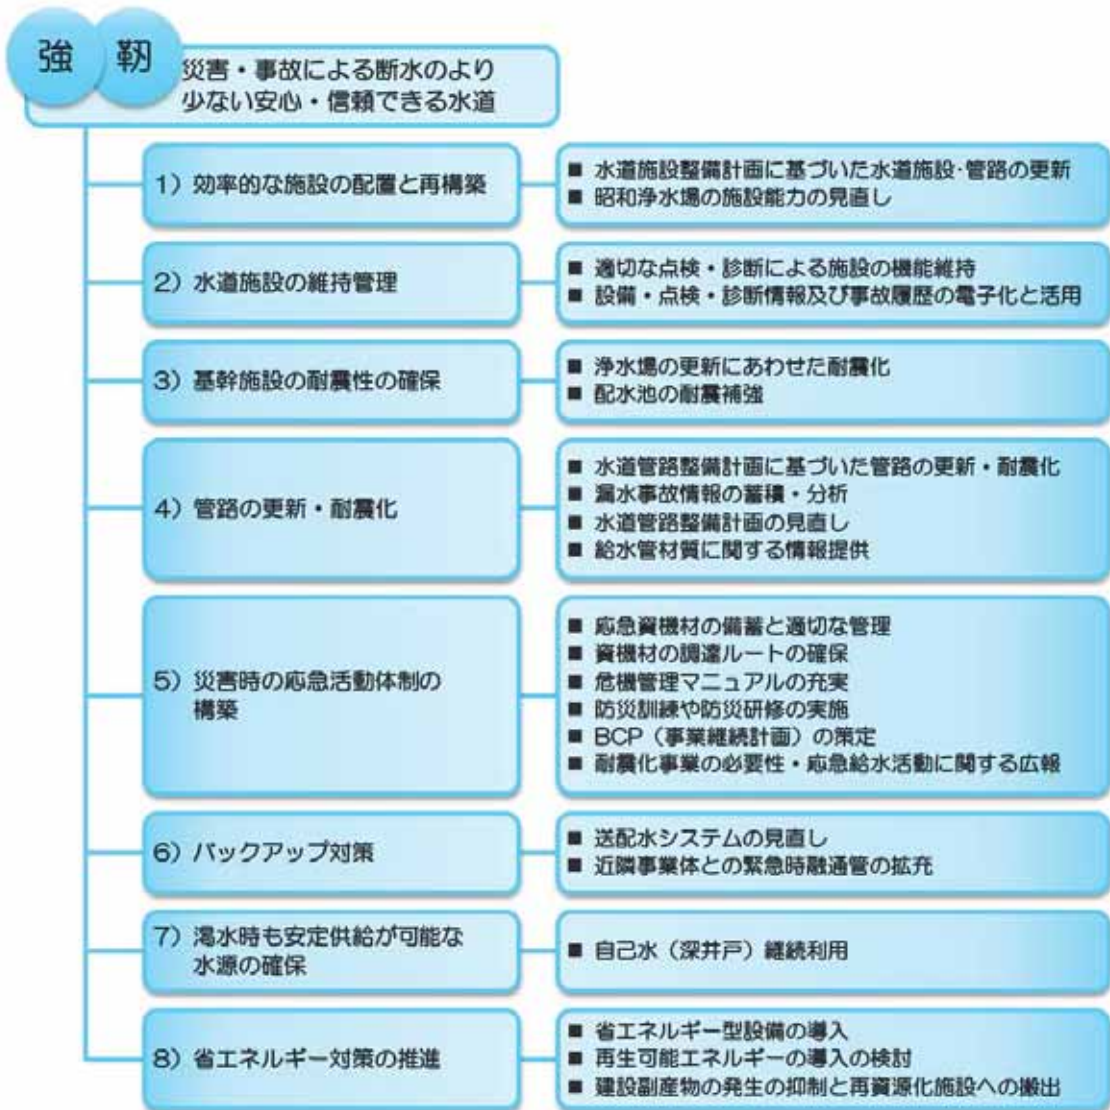 強 靭
災害・事故による断水のより
少ない安心・信頼できる水道
1）効率的な施設の配置と再構築
■ 水道施設整備計画に基づいた水道施設･管路の更新
■ 昭和浄水場の施設能力の見直し
2）水道施設の維持管理
■ 適切な点検・診断による施設の機能維持
■ 設備・点検・診断情報及び事故履歴の電子化と活用
3）基幹施設の耐震性の確保
■ 浄水場の更新にあわせた耐震化
■ 配水池の耐震補強
4）管路の更新・耐震化
■ 水道管路整備計画に基づいた管路の更新・耐震化
■ 漏水事故情報の蓄積・分析
■ 水道管路整備計画の見直し
■ 給水管材質に関する情報提供
5）災害時の応急活動体制の
構築
■ 応急資機材の備蓄と適切な管理
■ 資機材の調達ルートの確保
■ 危機管理マニュアルの充実
■ 防災訓練や防災研修の実施
■ BCP（事業継続計画）の策定
■ 耐震化事業の必要性・応急給水活動に関する広報
6）バックアップ対策
■ 送配水システムの見直し
■ 近隣事業体との緊急時融通管の拡充
7）渇水時も安定供給が可能な
水源の確保
■ 自己水（深井戸）継続利用
8）省エネルギー対策の推進
■ 省エネルギー型設備の導入
■ 再生可能エネルギーの導入の検討
■ 建設副産物の発生の抑制と再資源化施設への搬出